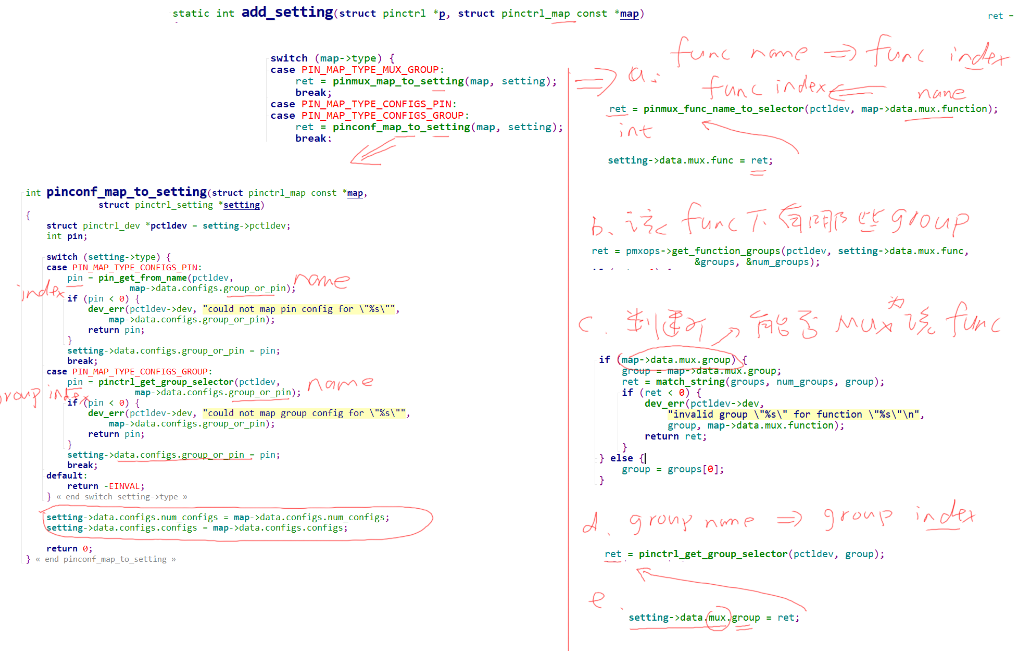 static int add_setting(struct pinctrl *p, struct pinctrl_map const *map)
ret -
switch (map->type) {
case PIN_MAP_TYPE_MUX_GROUP:
ret = pinmux_map_to_setting(map, setting);
break;
case PIN_MAP_TYPE_CONFIGS_PIN:
case PIN_MAP_TYPE_CONFIGS_GROUP:
ret = pinconf_map_to_setting(map, setting);
break;
int pinconf_map_to_setting(struct pinctrl_map const *map,
struct pinctrl_setting *setting)
{
struct pinctrl_dev *pctldev = setting->pctldev;
int pin;
switch (setting->type) {
case PIN_MAP_TYPE_CONFIGS_PIN:
pin = pin_get_from_name(pctldev,
name
map->data.configs.group_or_pin);
index
if (pin < 0) {
dev_err(pctldev->dev, "could not map pin config for \"%s\"",
map->data.configs.group_or_pin);
return pin;
}
setting->data.configs.group_or_pin = pin;
break;
case PIN_MAP_TYPE_CONFIGS_GROUP:
pin = pinctrl_get_group_selector(pctldev,
name
map->data.configs.group_or_pin);
group index
if (pin < 0) {
dev_err(pctldev->dev, "could not map group config for \"%s\"",
map->data.configs.group_or_pin);
return pin;
}
setting->data.configs.group_or_pin = pin;
break;
default:
return -EINVAL;
} « end switch setting->type »
setting->data.configs.num_configs = map->data.configs.num_configs;
setting->data.configs.configs = map->data.configs.configs;
return 0;
} « end pinconf_map_to_setting »
⇒ a. func name ⇒ func index
func index ⇐ name
ret = pinmux_func_name_to_selector(pctldev, map->data.mux.function);
int
setting->data.mux.func = ret;
b. 该 func下有哪些group
ret = pmxops->get_function_groups(pctldev, setting->data.mux.func,
&groups, &num_groups);
c. 判断 能否 mux 为该 func
if (map->data.mux.group) {
group = map->data.mux.group;
ret = match_string(groups, num_groups, group);
if (ret < 0) {
dev_err(pctldev->dev,
"invalid group \"%s\" for function \"%s\"\n",
group, map->data.mux.function);
return ret;
}
} else {
group = groups[0];
}
d. group name ⇒ group index
ret = pinctrl_get_group_selector(pctldev, group);
e.
setting->data.mux.group = ret;